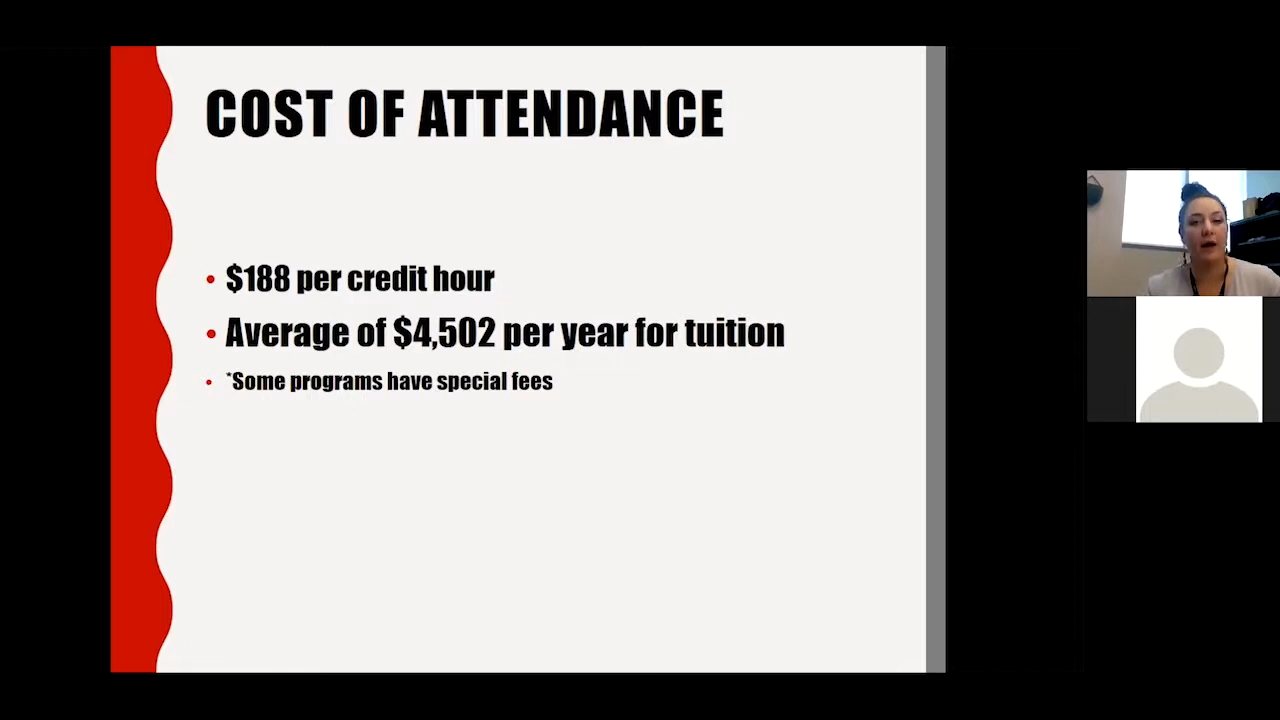 COST OF ATTENDANCE
• $188 per credit hour
• Average of $4,502 per year for tuition
• *Some programs have special fees